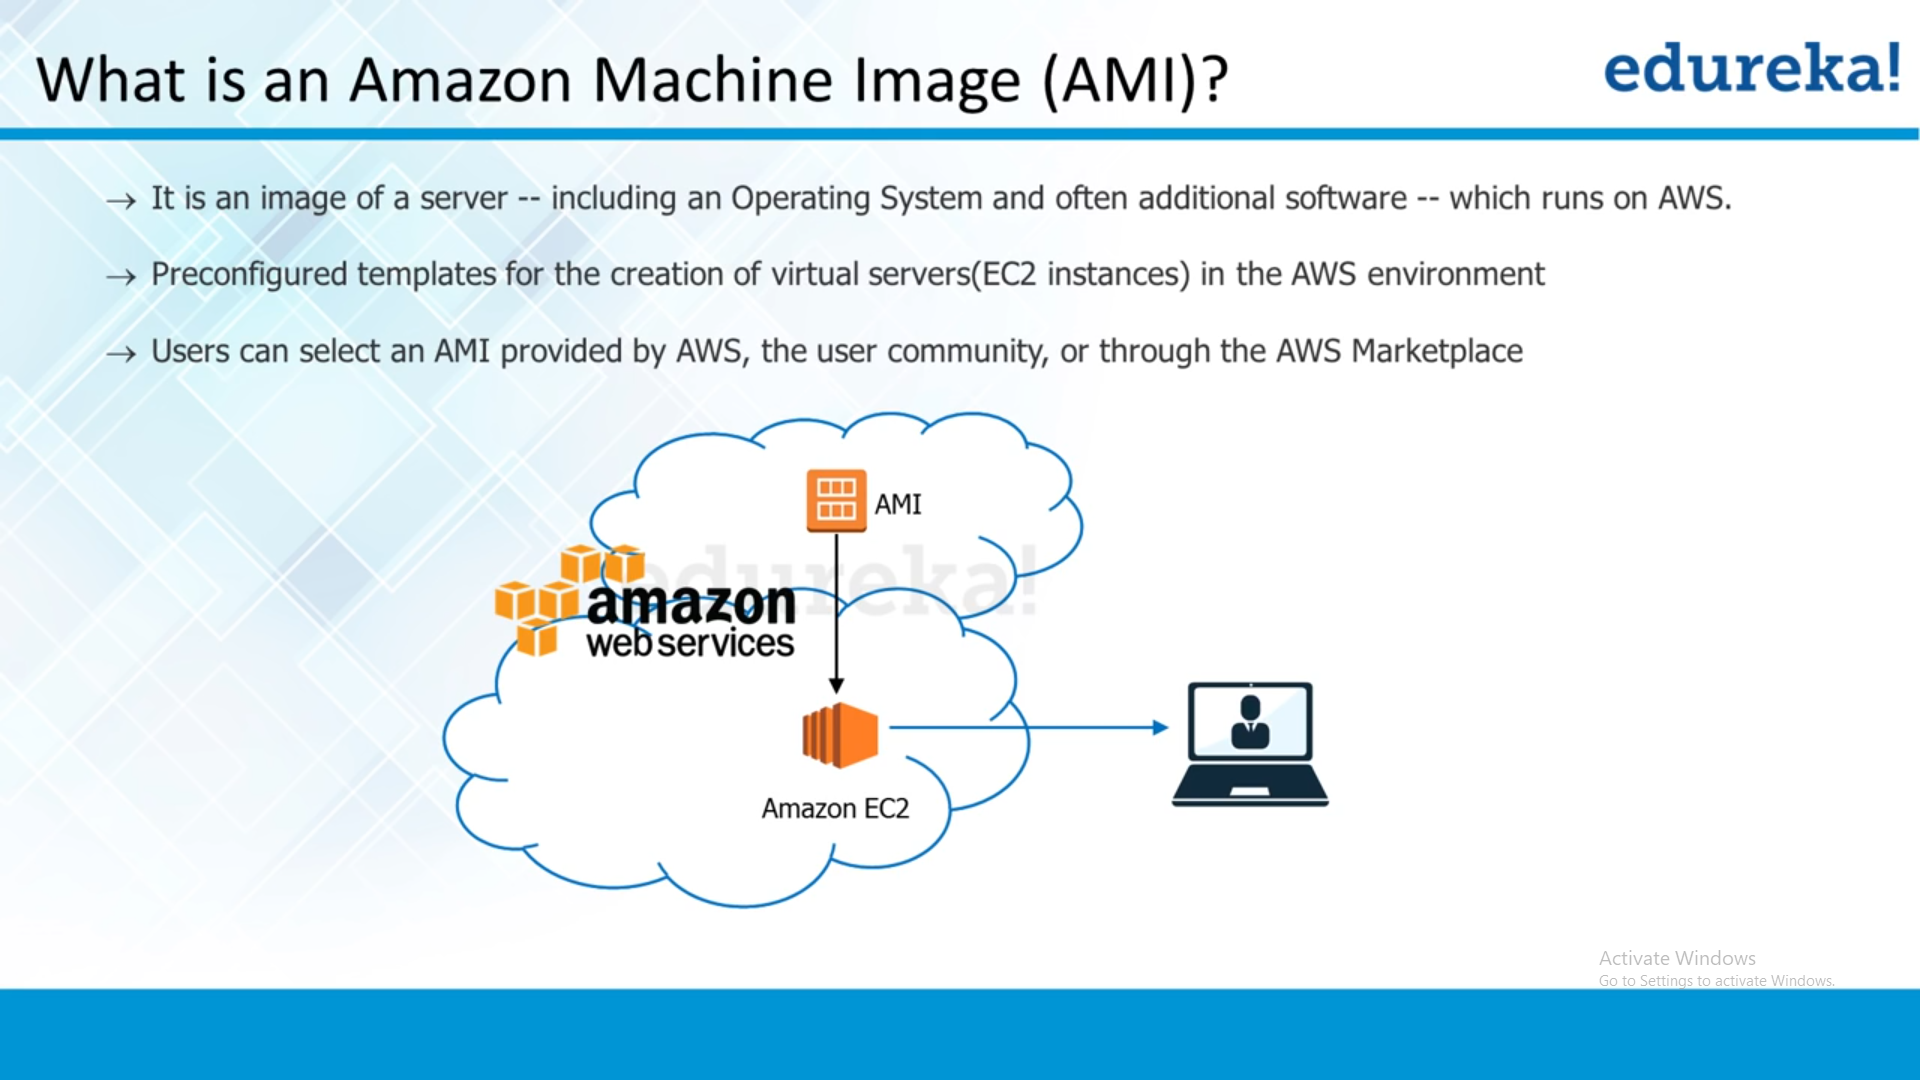 What is an Amazon Machine Image (AMI)?
edureka!
→ It is an image of a server -- including an Operating System and often additional software -- which runs on AWS.
→ Preconfigured templates for the creation of virtual servers(EC2 instances) in the AWS environment
→ Users can select an AMI provided by AWS, the user community, or through the AWS Marketplace
AMI
edureka!
amazon
web services
Amazon EC2
Activate Windows
Go to Settings to activate Windows.